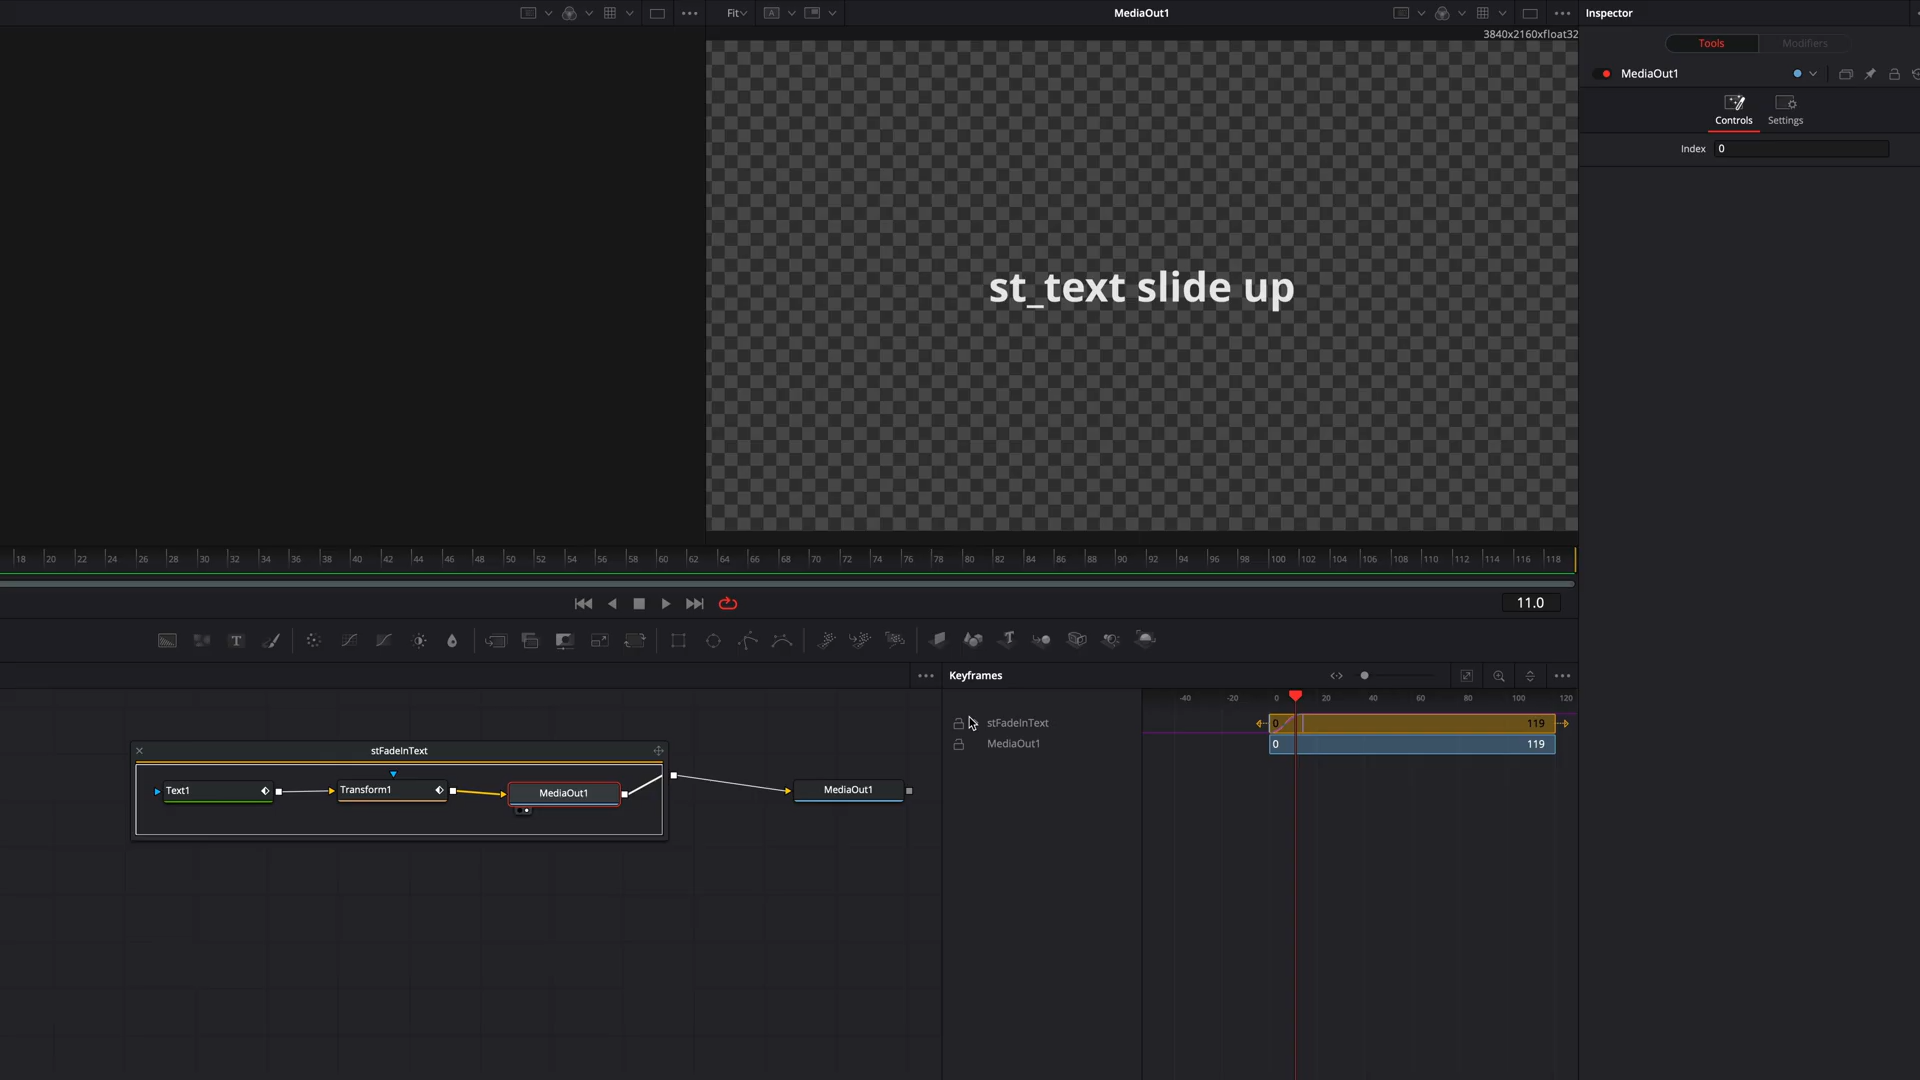 Fit
MediaOut1
Inspector
3840x2160xfloat32
Tools
Modifiers
MediaOut1
Controls
Settings
Index
0
st_text slide up
18 20 22 24 26 28 30 32 34 36 38 40 42 44 46 48 50 52 54 56 58 60 62 64 66 68 70 72 74 76 78 80 82 84 86 88 90 92 94 96 98 100 102 104 106 108 110 112 114 116 118
11.0
Keyframes
-40 -20 0 20 40 60 80 100 120
stFadeInText
0
119
MediaOut1
0
119
stFadeInText
Text1
Transform1
MediaOut1
MediaOut1